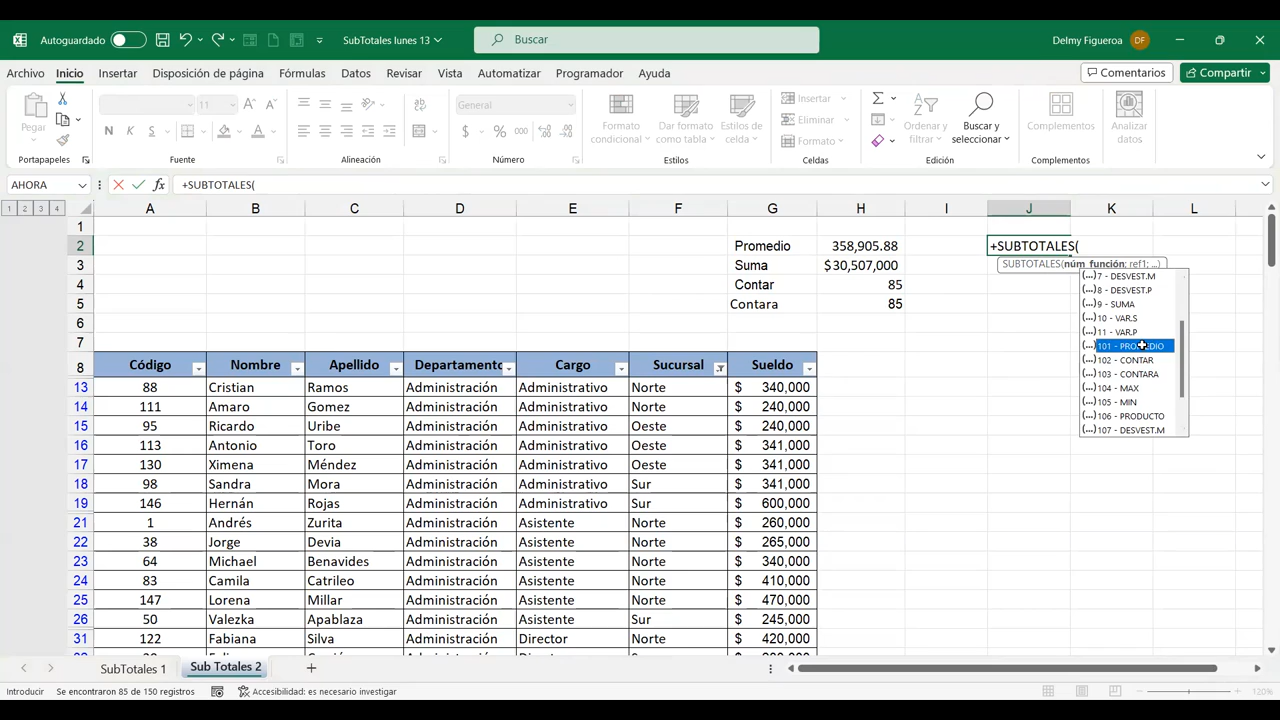 Autoguardado SubTotales lunes 13 Buscar Delmy Figueroa DF
Archivo Inicio Insertar Disposición de página Fórmulas Datos Revisar Vista Automatizar Programador Ayuda Comentarios Compartir
Pegar
Portapapeles
11
N K S
Fuente
ab
Alineación
General
$ % 000
Número
Formato condicional
Dar formato como tabla
Estilos de celda
Estilos
Insertar
Eliminar
Formato
Celdas
Ordenar y filtrar
Buscar y seleccionar
Edición
Complementos
Complementos
Analizar datos
AHORA fx +SUBTOTALES(
1 2 3 4 A B C D E F G H I J K L
1
2 Promedio 358,905.88 +SUBTOTALES(
3 Suma $30,507,000 SUBTOTALES(núm_función; ref1; ...)
4 Contar 85
5 Contara 85
6
7
(...) 7 - DESVEST.M
(...) 8 - DESVEST.P
(...) 9 - SUMA
(...) 10 - VAR.S
(...) 11 - VAR.P
(...) 101 - PROMEDIO
(...) 102 - CONTAR
(...) 103 - CONTARA
(...) 104 - MAX
(...) 105 - MIN
(...) 106 - PRODUCTO
(...) 107 - DESVEST.M
8 Código Nombre Apellido Departamento Cargo Sucursal Sueldo
13 88 Cristian Ramos Administración Administrativo Norte $ 340,000
14 111 Amaro Gomez Administración Administrativo Norte $ 240,000
15 95 Ricardo Uribe Administración Administrativo Oeste $ 240,000
16 113 Antonio Toro Administración Administrativo Oeste $ 341,000
17 130 Ximena Méndez Administración Administrativo Oeste $ 341,000
18 98 Sandra Mora Administración Administrativo Sur $ 341,000
19 146 Hernán Rojas Administración Administrativo Sur $ 600,000
21 1 Andrés Zurita Administración Asistente Norte $ 260,000
22 38 Jorge Devia Administración Asistente Norte $ 265,000
23 64 Michael Benavides Administración Asistente Norte $ 340,000
24 83 Camila Catrileo Administración Asistente Norte $ 410,000
25 147 Lorena Millar Administración Asistente Norte $ 470,000
26 50 Valezka Apablaza Administración Asistente Sur $ 245,000
31 122 Fabiana Silva Administración Director Norte $ 420,000
SubTotales 1 Sub Totales 2
Introducir Se encontraron 85 de 150 registros Accesibilidad: es necesario investigar 120%